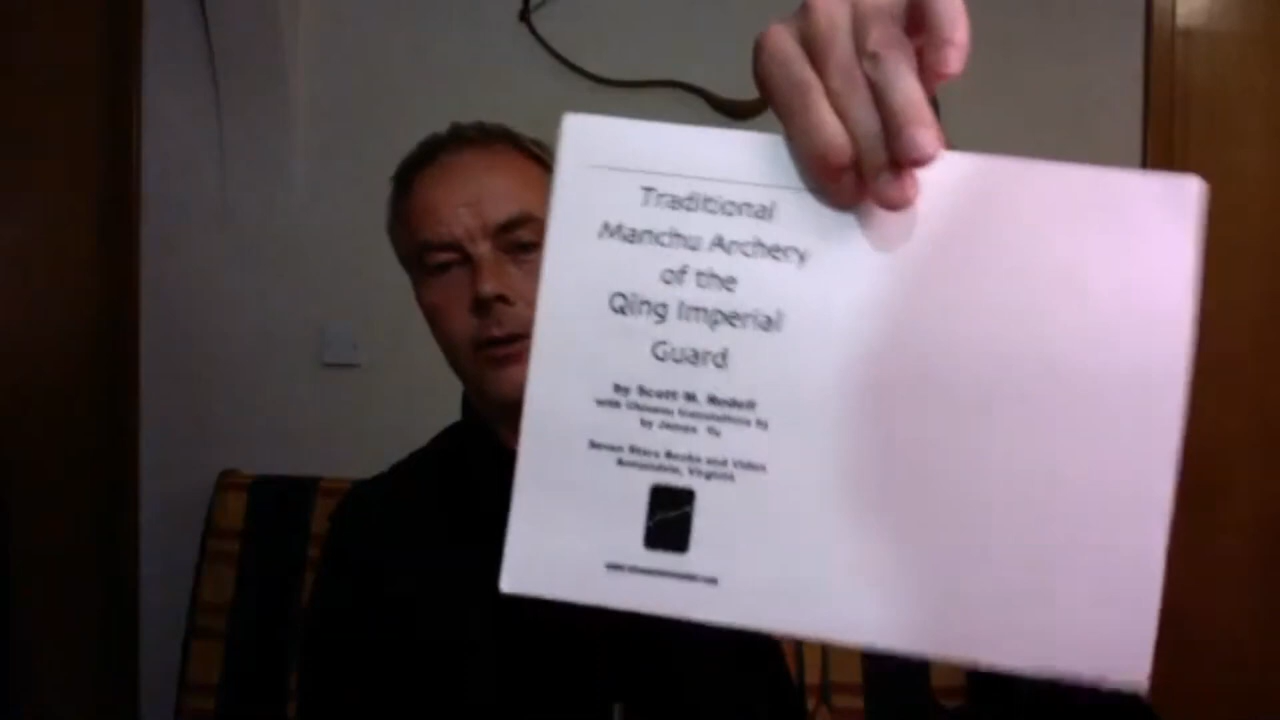 Traditional
Manchu Archery
of the
Qing Imperial
Guard
by Scott M. Rodell
with Chinese translations by
by James Yu
Seven Stars Books and Video
Annandale, Virginia